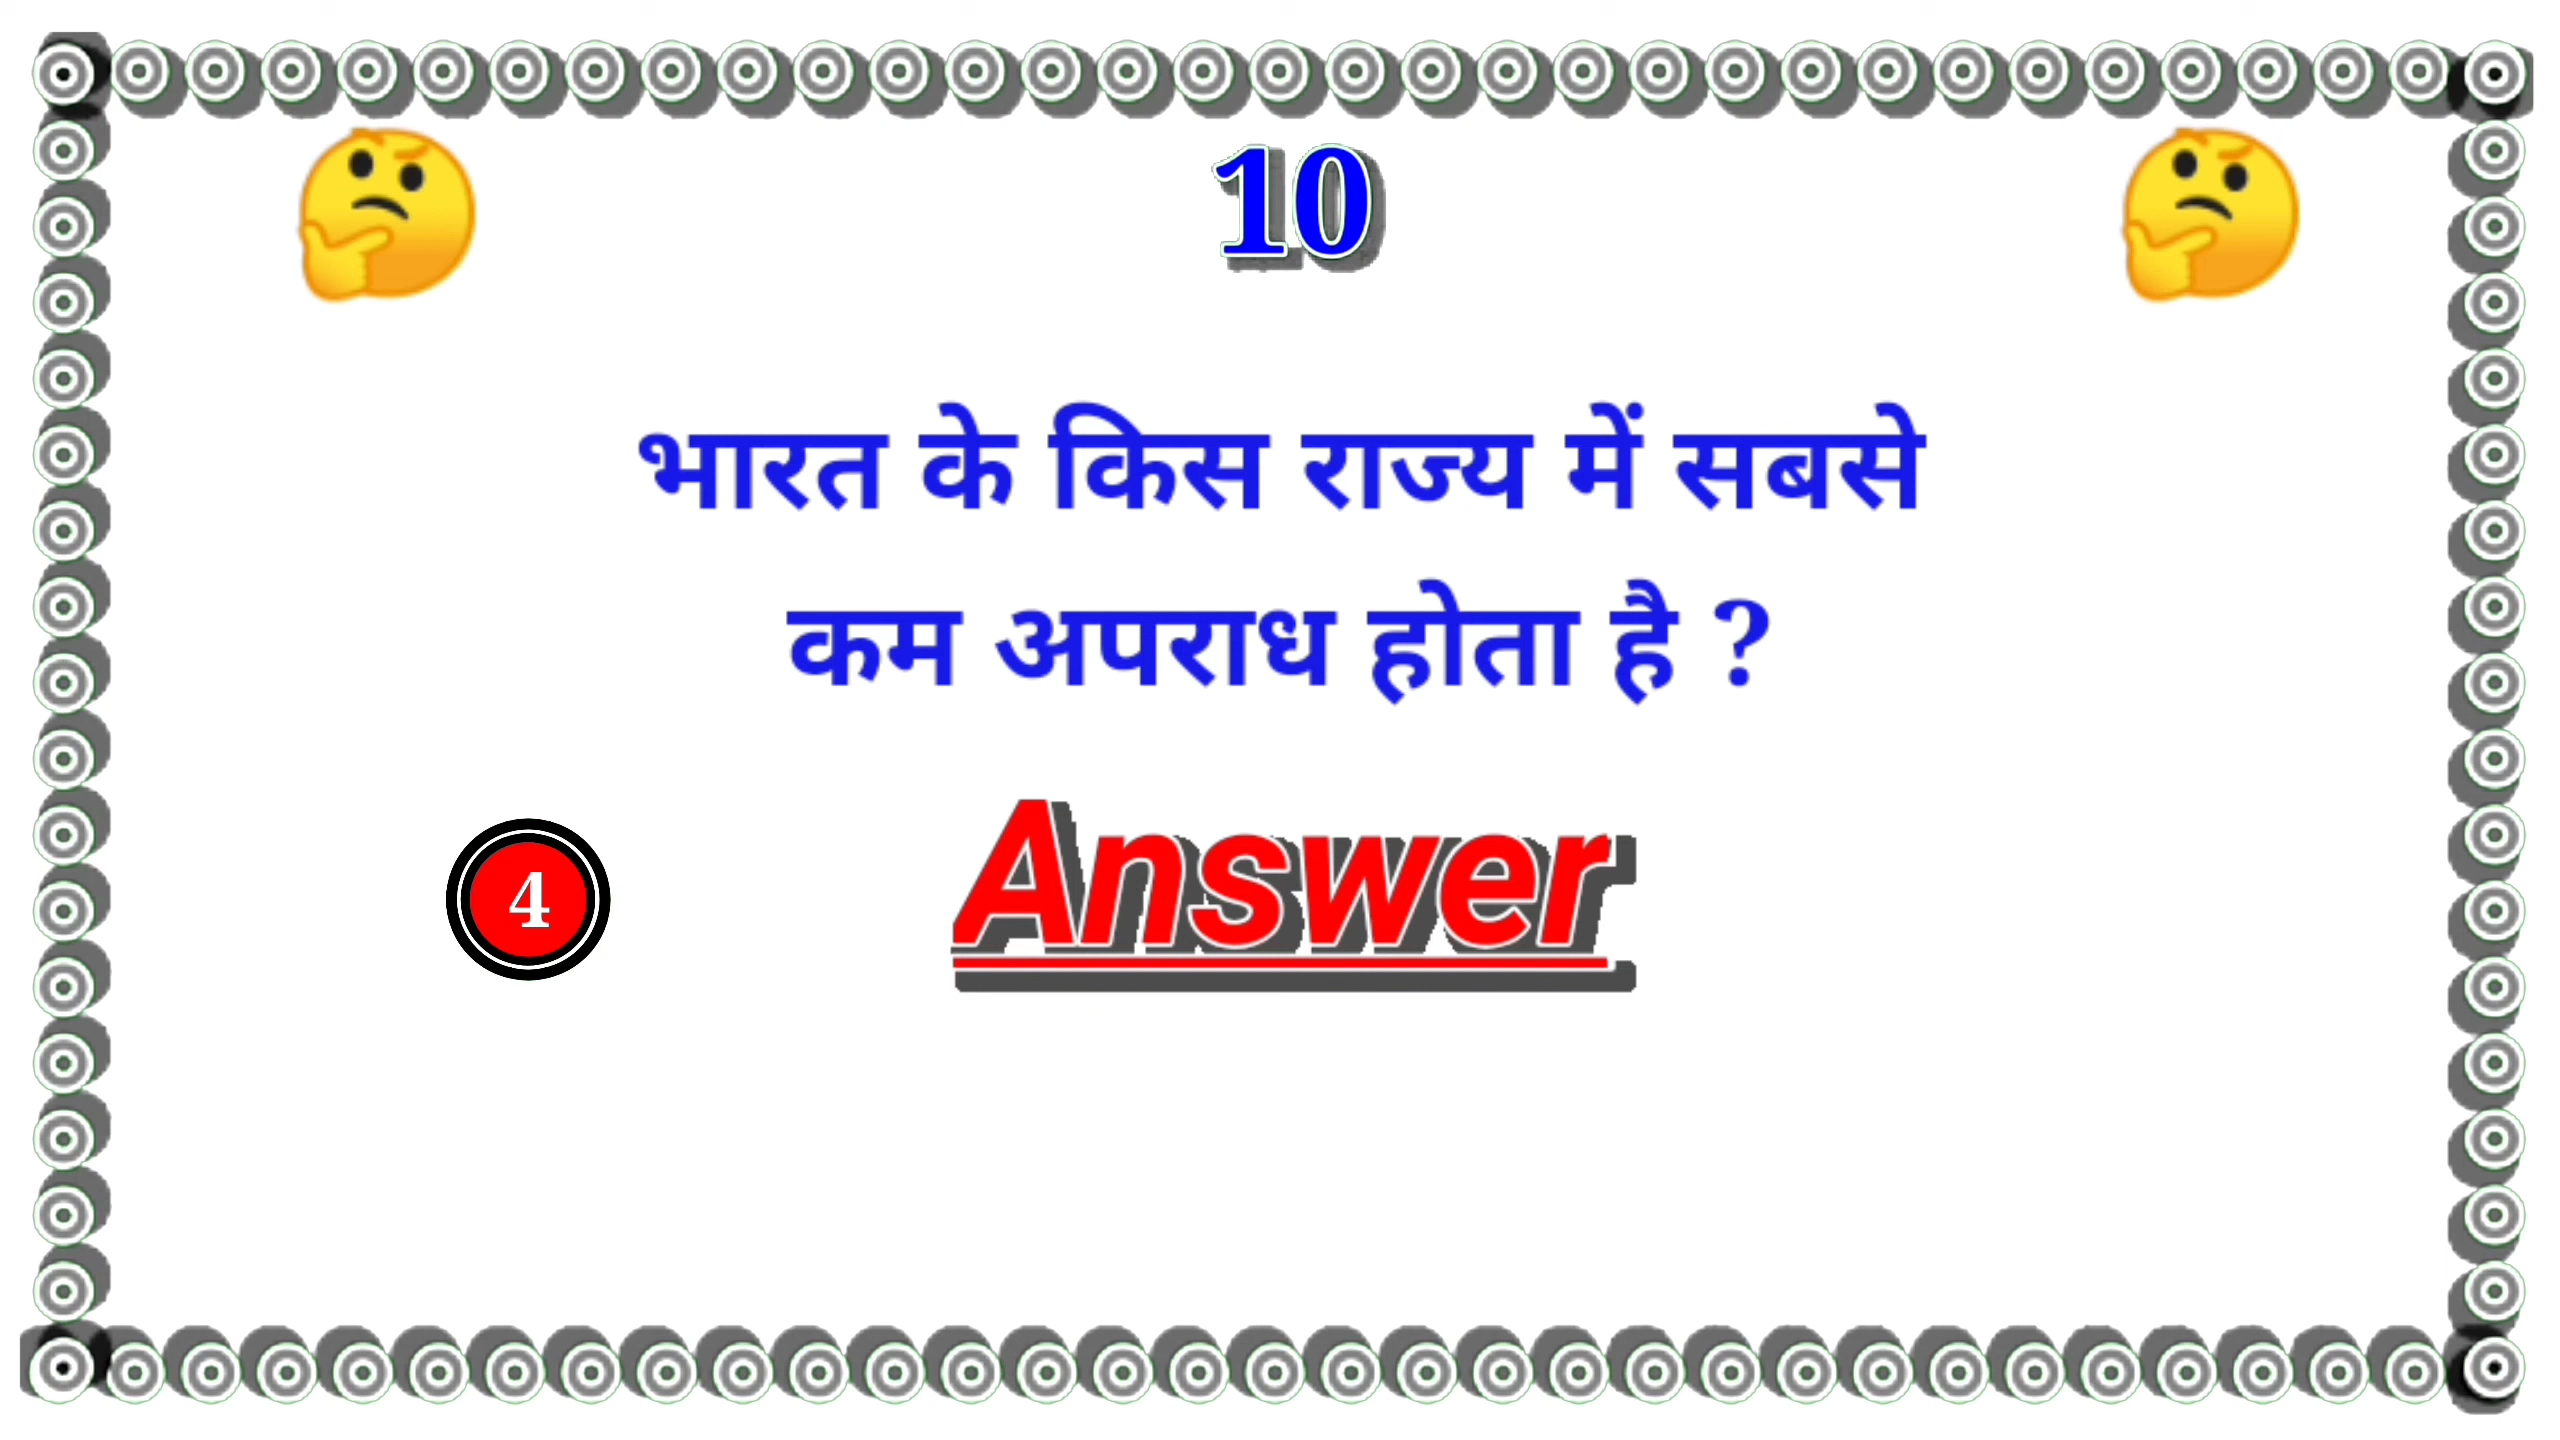 10
भारत के किस राज्य में सबसे
कम अपराध होता है ?
4
Answer